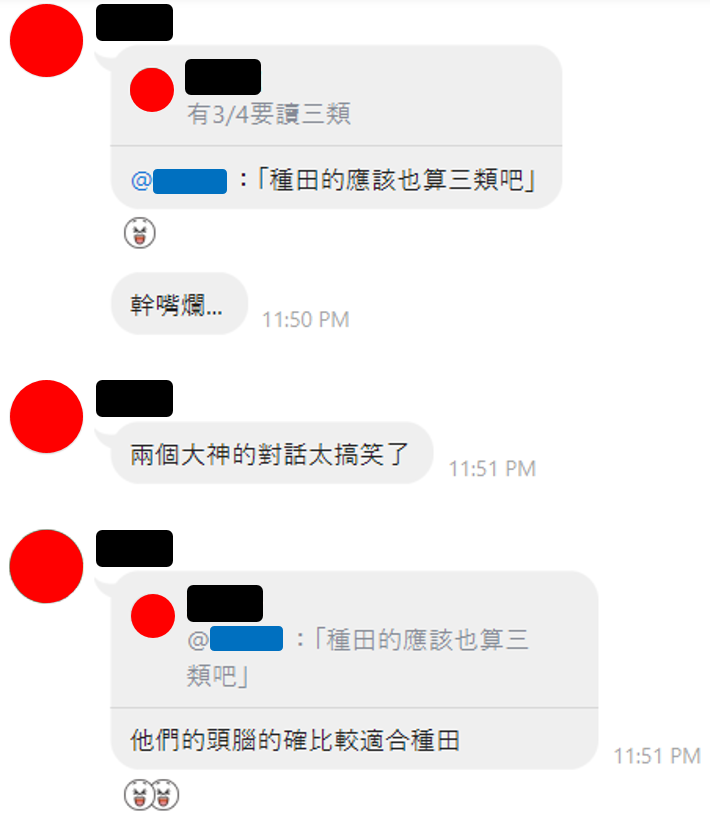 有3/4要讀三類
@ :「種田的應該也算三類吧」
幹嘴爛...
11:50 PM
兩個大神的對話太搞笑了
11:51 PM
@ :「種田的應該也算三
類吧」
他們的頭腦的確比較適合種田
11:51 PM